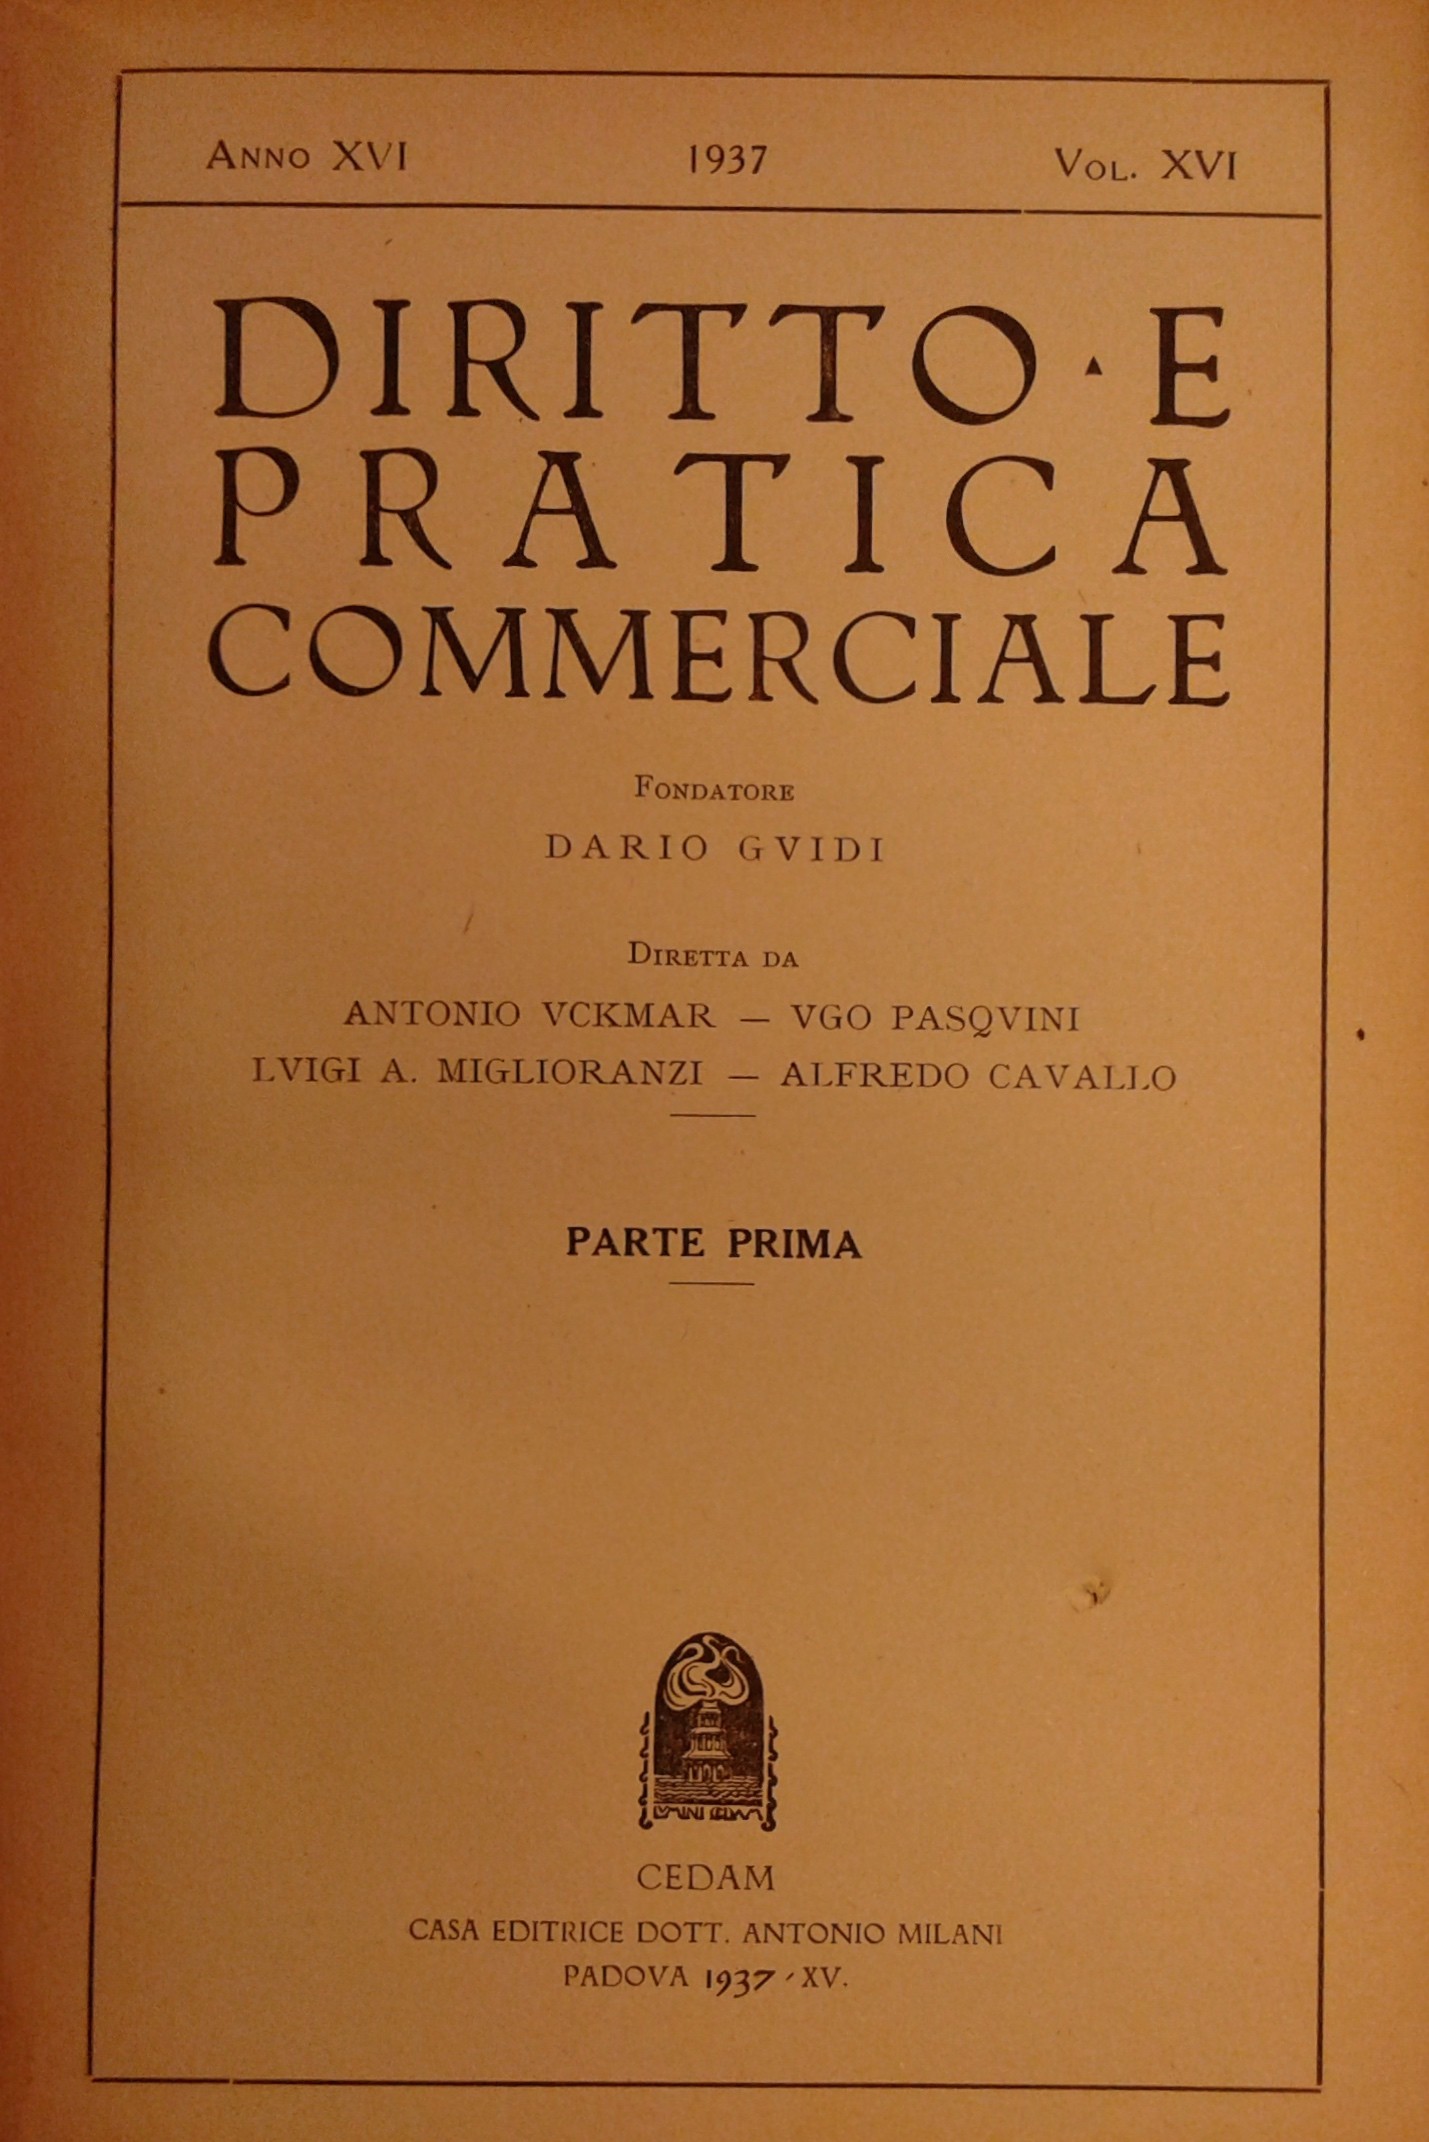 ANNO XVI 1937 VOL. XVI
DIRITTO ▴ E
PRATICA
COMMERCIALE
FONDATORE
DARIO GVIDI
DIRETTA DA
ANTONIO VCKMAR — VGO PASQVINI
LVIGI A. MIGLIORANZI — ALFREDO CAVALLO
PARTE PRIMA
CEDAM
CASA EDITRICE DOTT. ANTONIO MILANI
PADOVA 1937 - XV.